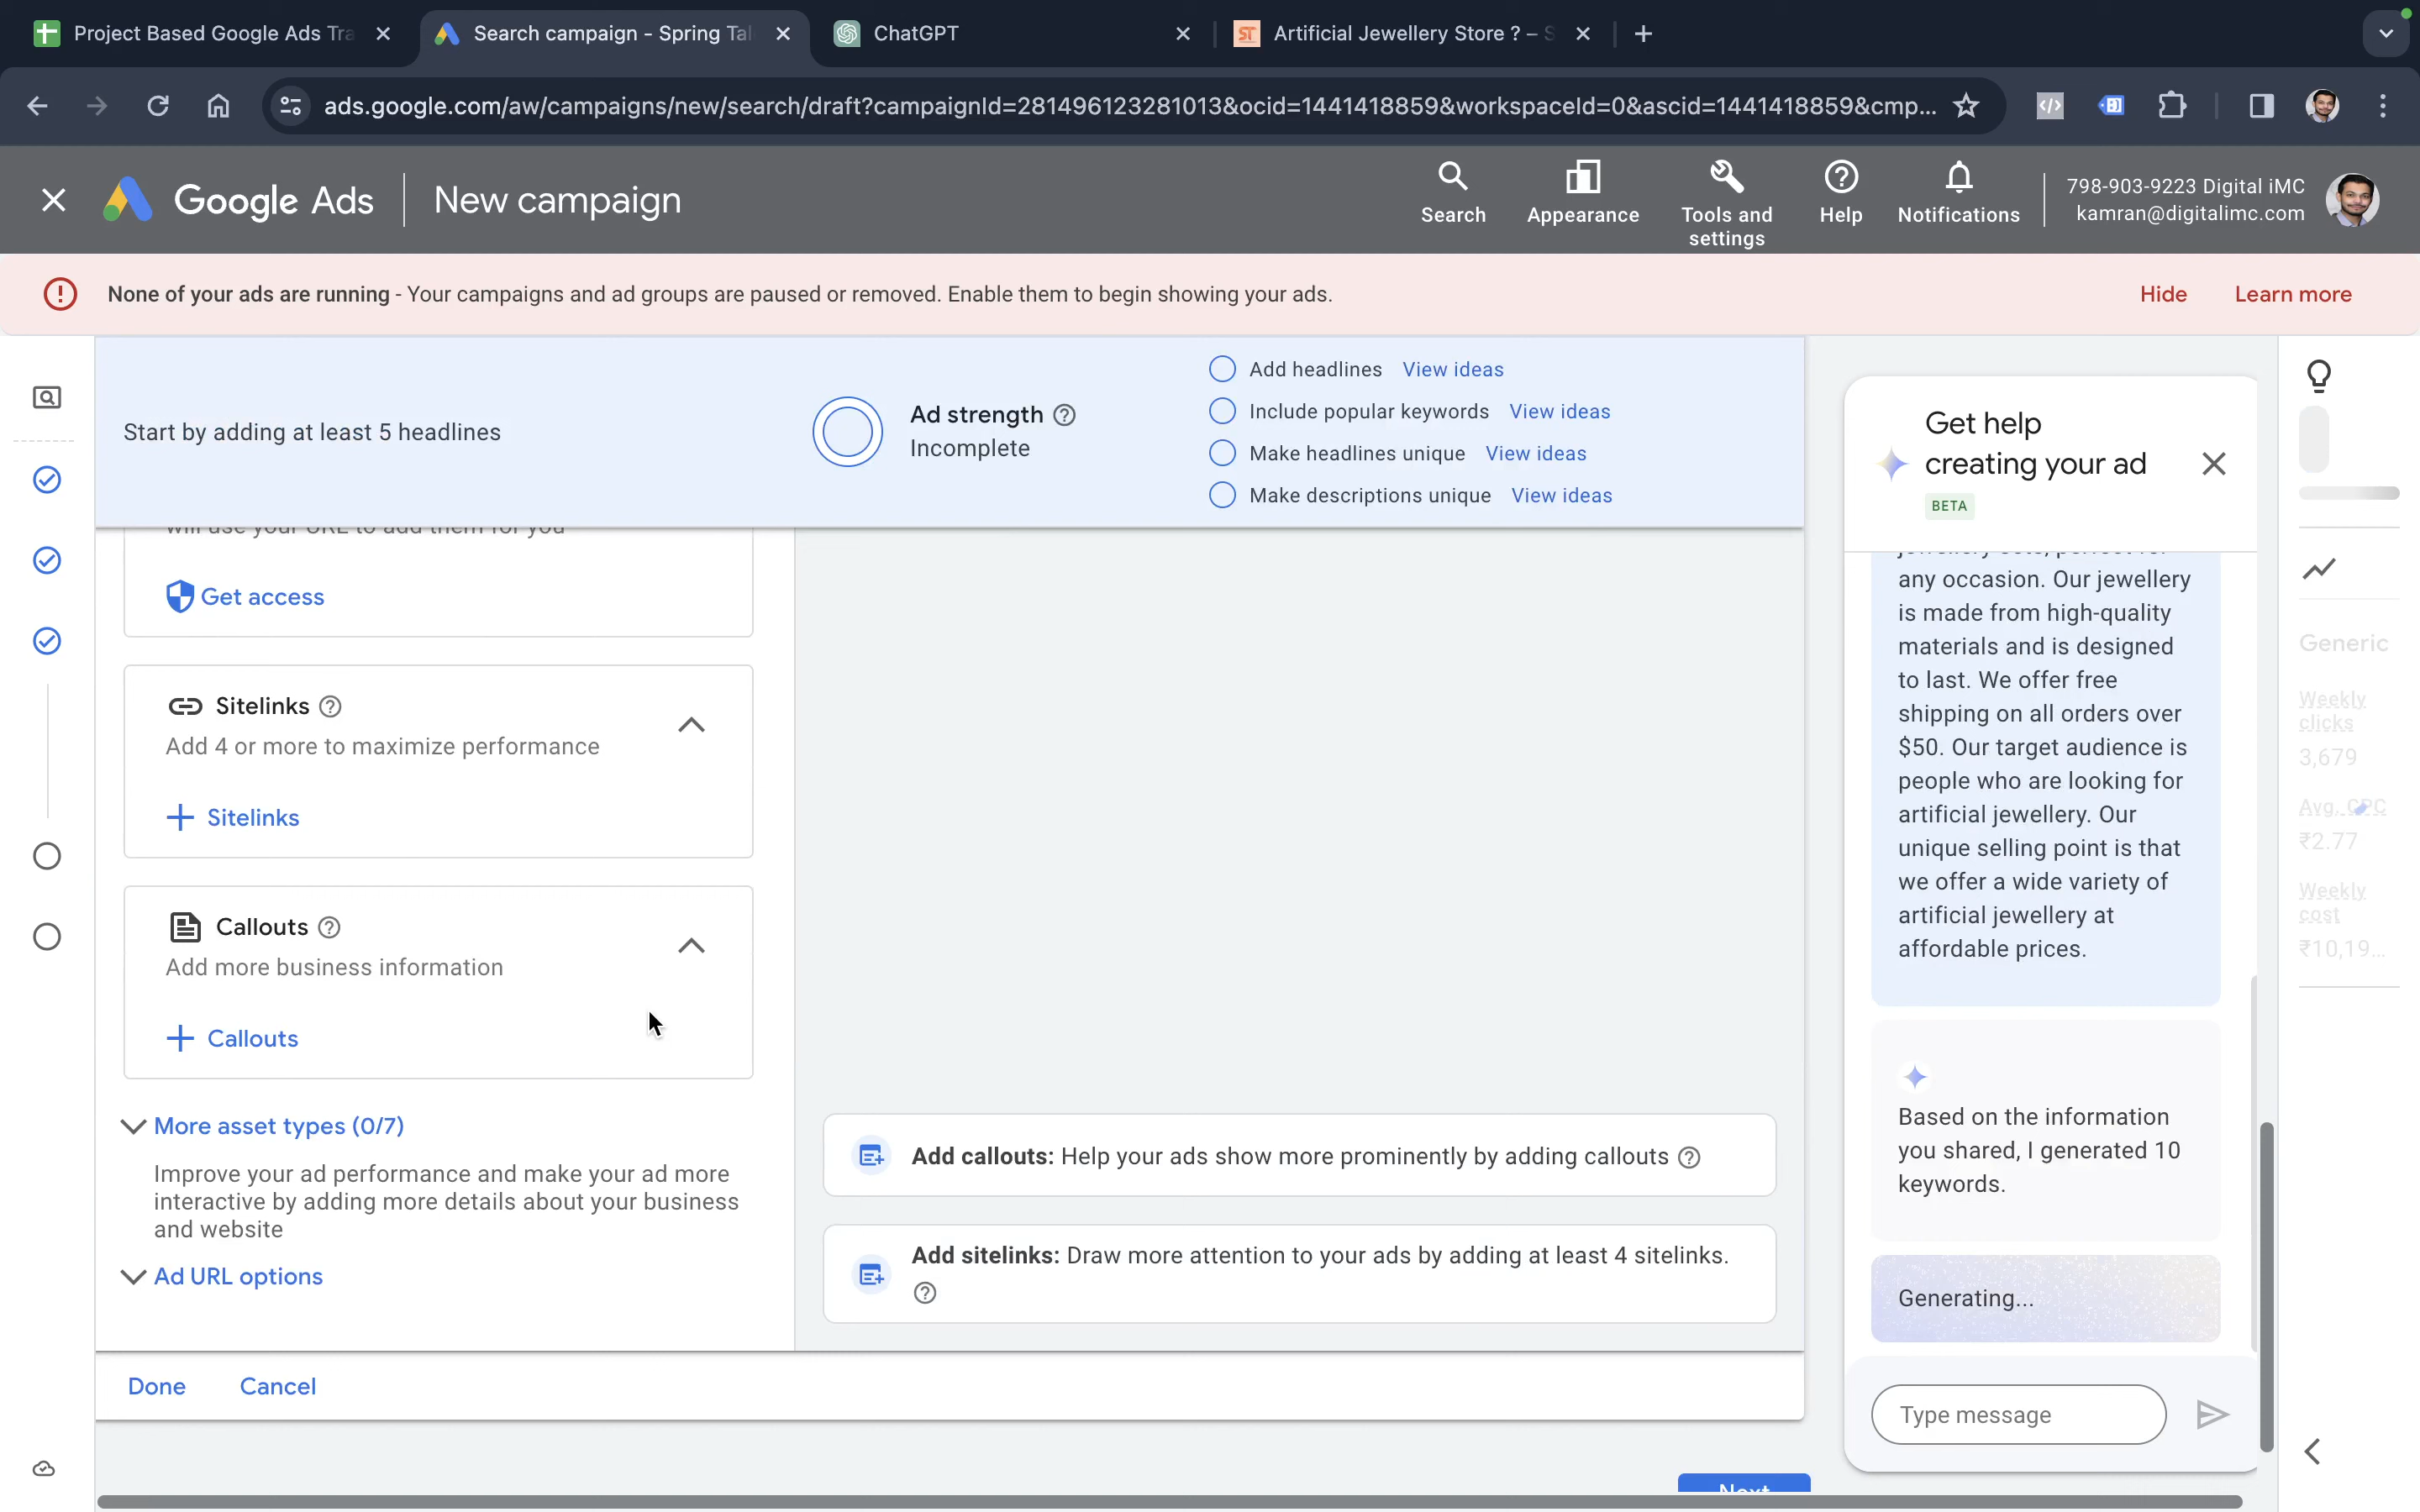 Project Based Google Ads Tra
Search campaign - Spring Tal
ChatGPT
ST
Artificial Jewellery Store ? – S
ads.google.com/aw/campaigns/new/search/draft?campaignId=281496123281013&ocid=1441418859&workspaceId=0&ascid=1441418859&cmp...
Google Ads
New campaign
Search
Appearance
Tools and
settings
Help
Notifications
798-903-9223 Digital iMC
kamran@digitalimc.com
None of your ads are running - Your campaigns and ad groups are paused or removed. Enable them to begin showing your ads.
Hide
Learn more
Start by adding at least 5 headlines
Ad strength
Incomplete
Add headlines View ideas
Include popular keywords View ideas
Make headlines unique View ideas
Make descriptions unique View ideas
will use your URL to add them for you
Get access
Sitelinks
Add 4 or more to maximize performance
Sitelinks
Callouts
Add more business information
Callouts
More asset types (0/7)
Improve your ad performance and make your ad more
interactive by adding more details about your business
and website
Ad URL options
Add callouts: Help your ads show more prominently by adding callouts
Add sitelinks: Draw more attention to your ads by adding at least 4 sitelinks.
Done
Cancel
Next
Get help
creating your ad
BETA
any occasion. Our jewellery
is made from high-quality
materials and is designed
to last. We offer free
shipping on all orders over
$50. Our target audience is
people who are looking for
artificial jewellery. Our
unique selling point is that
we offer a wide variety of
artificial jewellery at
affordable prices.
Based on the information
you shared, I generated 10
keywords.
Generating...
Type message
Generic
Weekly
clicks
3,679
Avg. CPC
₹2.77
Weekly
cost
₹10,19...